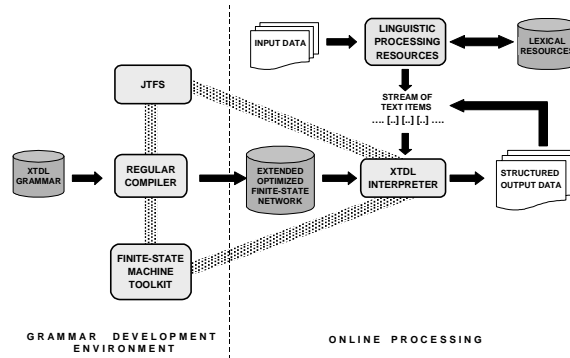 INPUT DATA
LINGUISTIC
PROCESSING
RESOURCES
LEXICAL
RESOURCES
JTFS
STREAM OF
TEXT ITEMS
.... [..] [..] [..] ....
XTDL
GRAMMAR
REGULAR
COMPILER
EXTENDED
OPTIMIZED
FINITE-STATE
NETWORK
XTDL
INTERPRETER
STRUCTURED
OUTPUT DATA
FINITE-STATE
MACHINE
TOOLKIT
GRAMMAR DEVELOPMENT
ENVIRONMENT
ONLINE PROCESSING